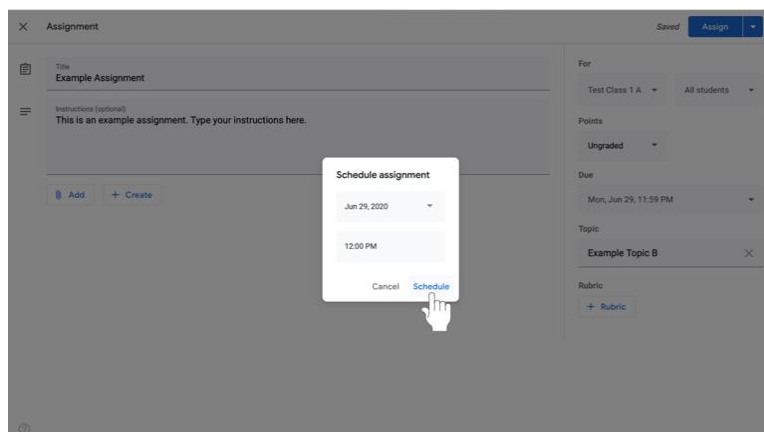 Assignment
Saved
Assign
Title
Example Assignment
Instructions (optional)
This is an example assignment. Type your instructions here.
Add
+ Create
For
Test Class 1 A
All students
Points
Ungraded
Due
Mon, Jun 29, 11:59 PM
Topic
Example Topic B
Rubric
+ Rubric
Schedule assignment
Jun 29, 2020
12:00 PM
Cancel Schedule